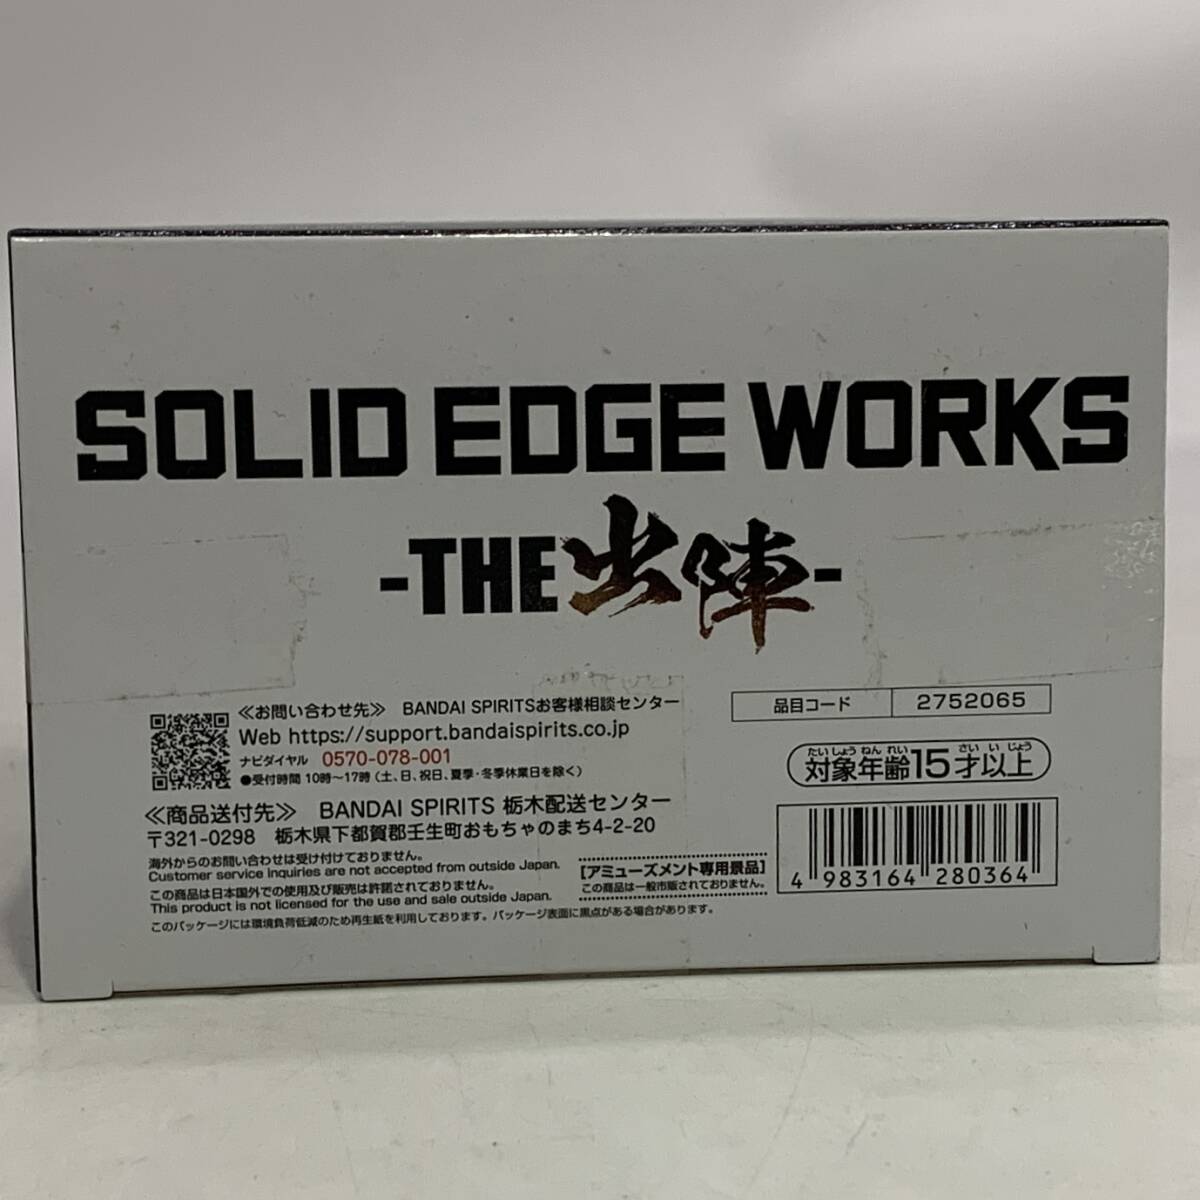 SOLID EDGE WORKS
-THE出陣-
≪お問い合わせ先≫ BANDAI SPIRITSお客様相談センター
Web https://support.bandaispirits.co.jp
ナビダイヤル 0570-078-001
●受付時間 10時〜17時（土、日、祝日、夏季・冬季休業日を除く）
≪商品送付先≫ BANDAI SPIRITS 栃木配送センター
〒321-0298 栃木県下都賀郡壬生町おもちゃのまち4-2-20
海外からのお問い合わせは受け付けておりません。
Customer service inquiries are not accepted from outside Japan.
この商品は日本国外での使用及び販売は許諾されておりません。
This product is not licensed for the use and sale outside Japan.
このパッケージには環境負荷低減のため再生紙を利用しております。パッケージ表面に黒点がある場合があります。
[アミューズメント専用景品]
この商品は一般市販されておりません。
品目コード 2752065
たいしょうねんれい さいいじょう
対象年齢15才以上
4 983164 280364